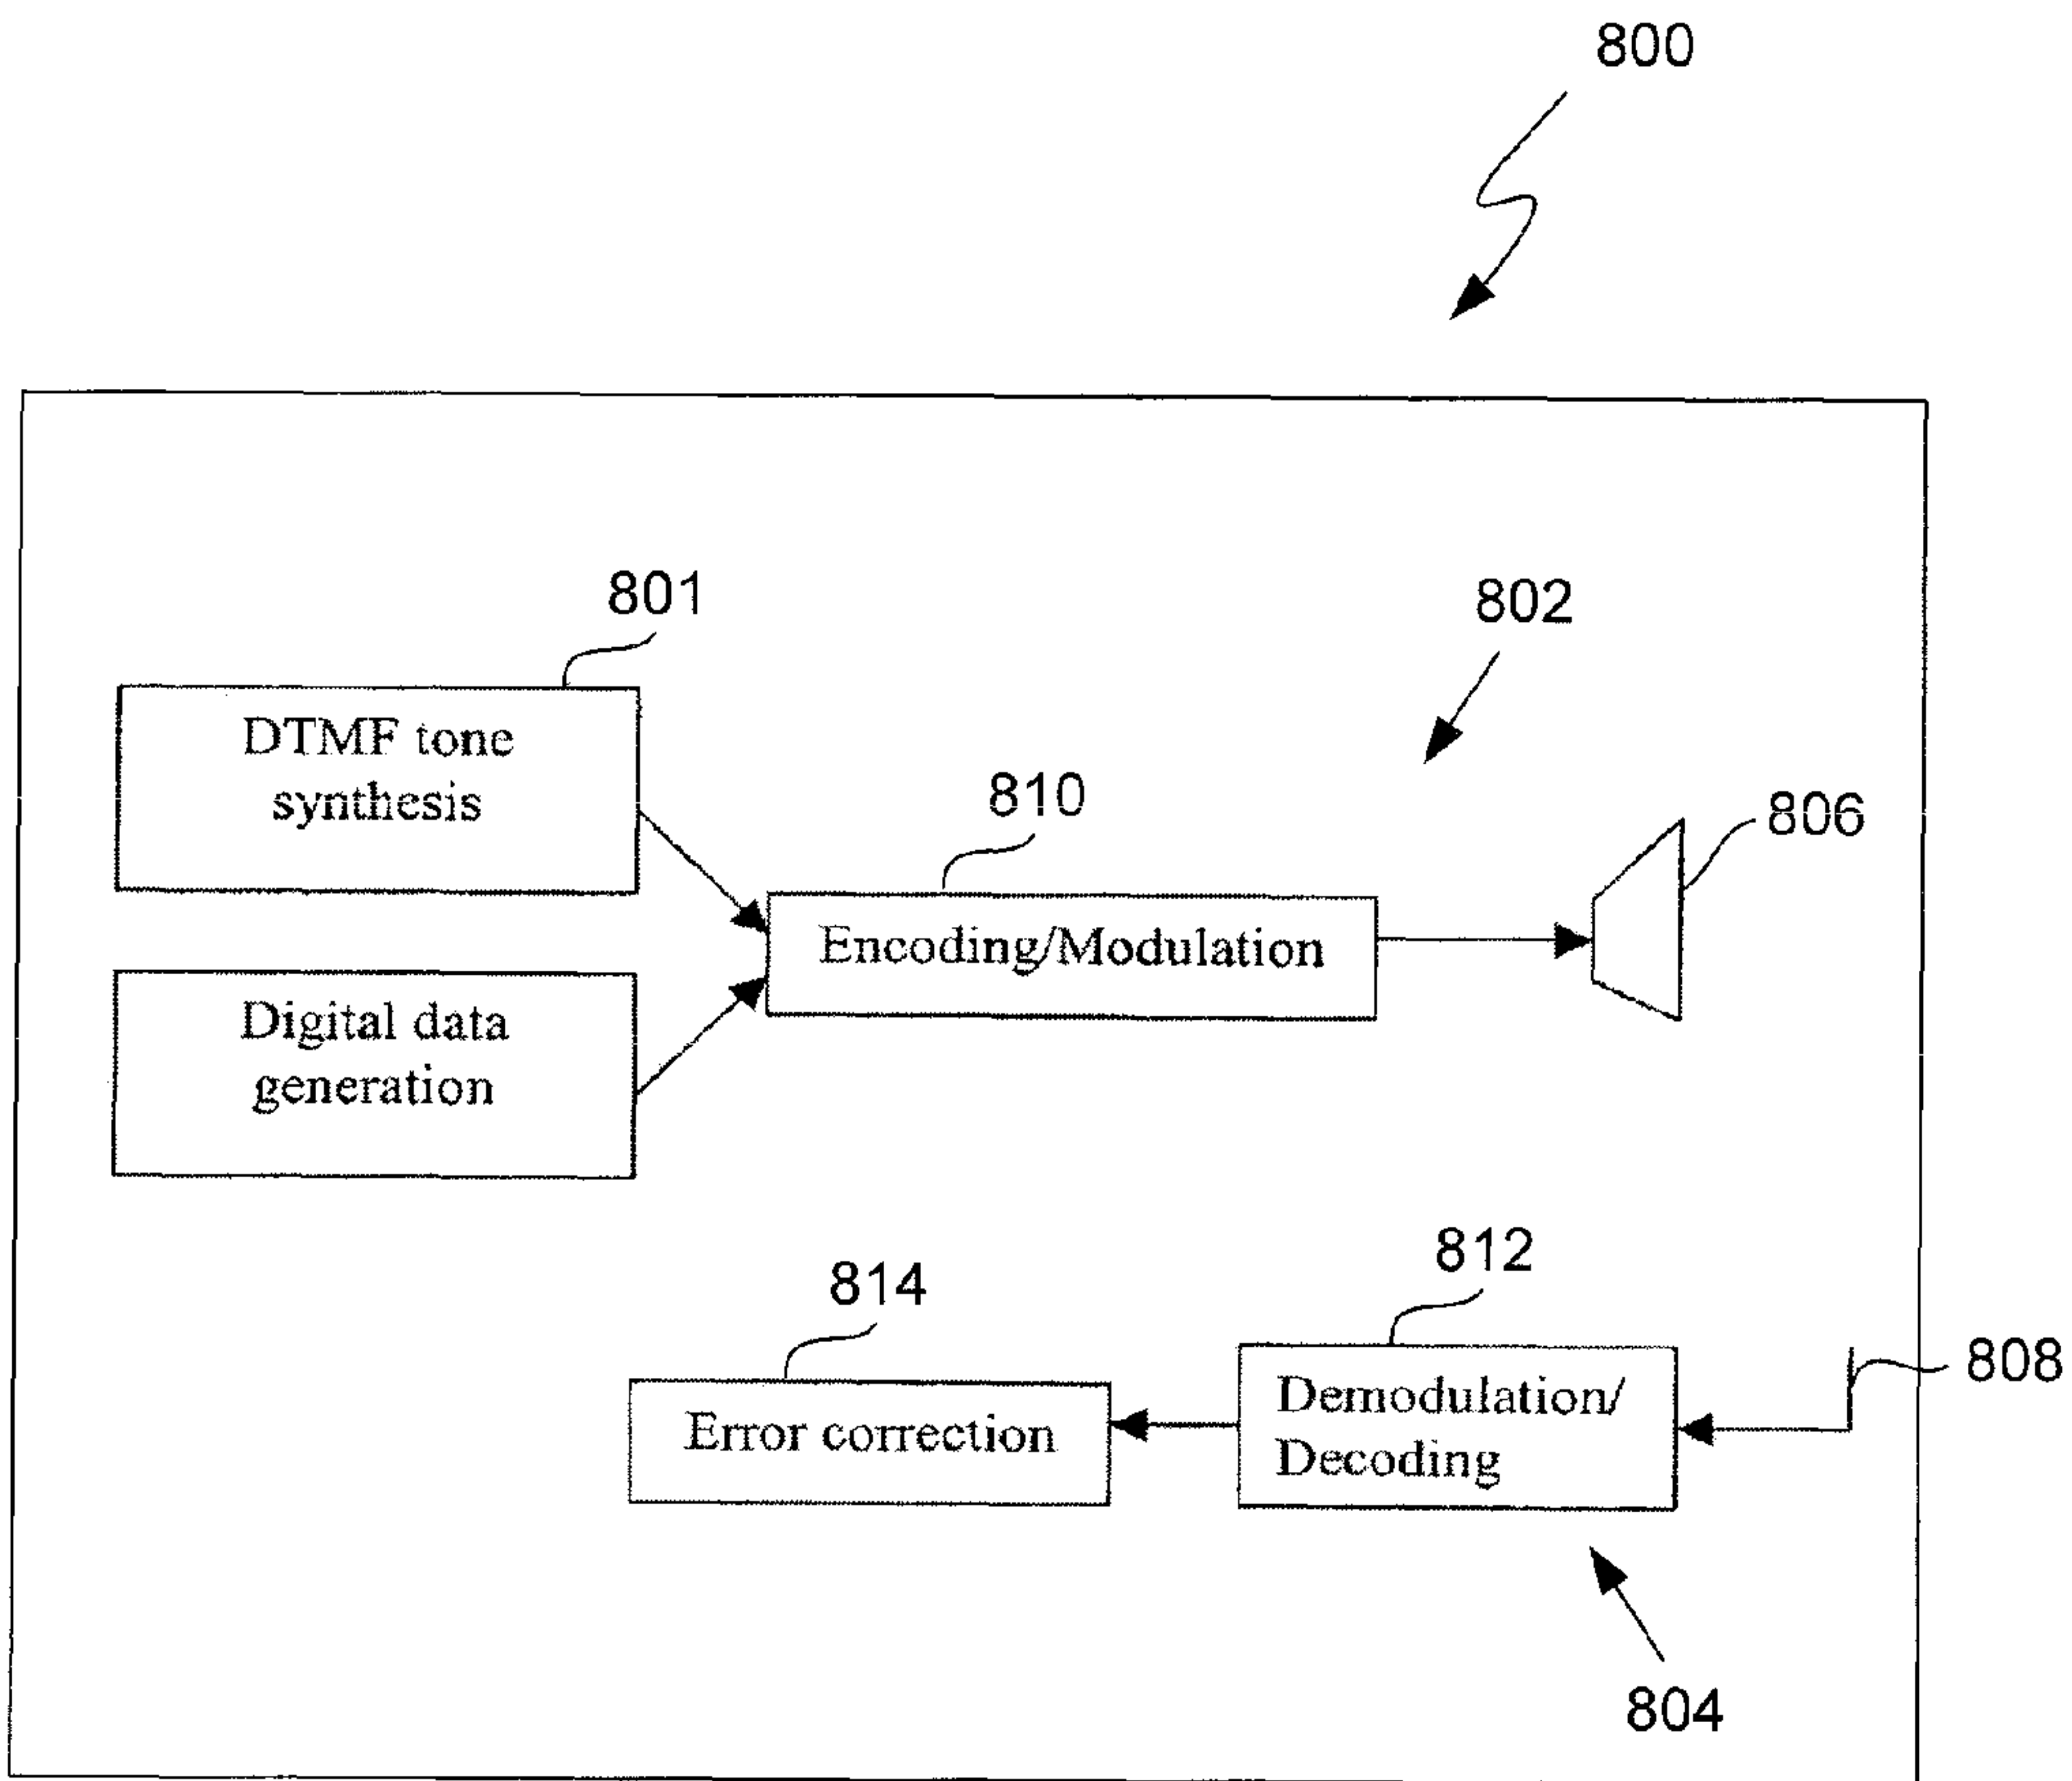 800
801
802
DTMF tone
synthesis
810
806
Encoding/Modulation
Digital data
generation
812
814
808
Demodulation/
Decoding
Error correction
804